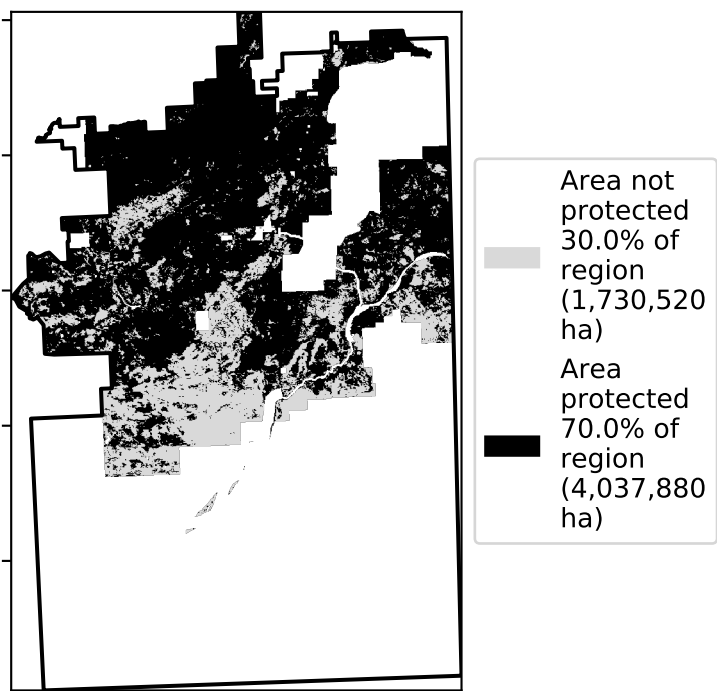 Area not
protected
30.0% of
region
(1,730,520
ha)
Area
protected
70.0% of
region
(4,037,880
ha)